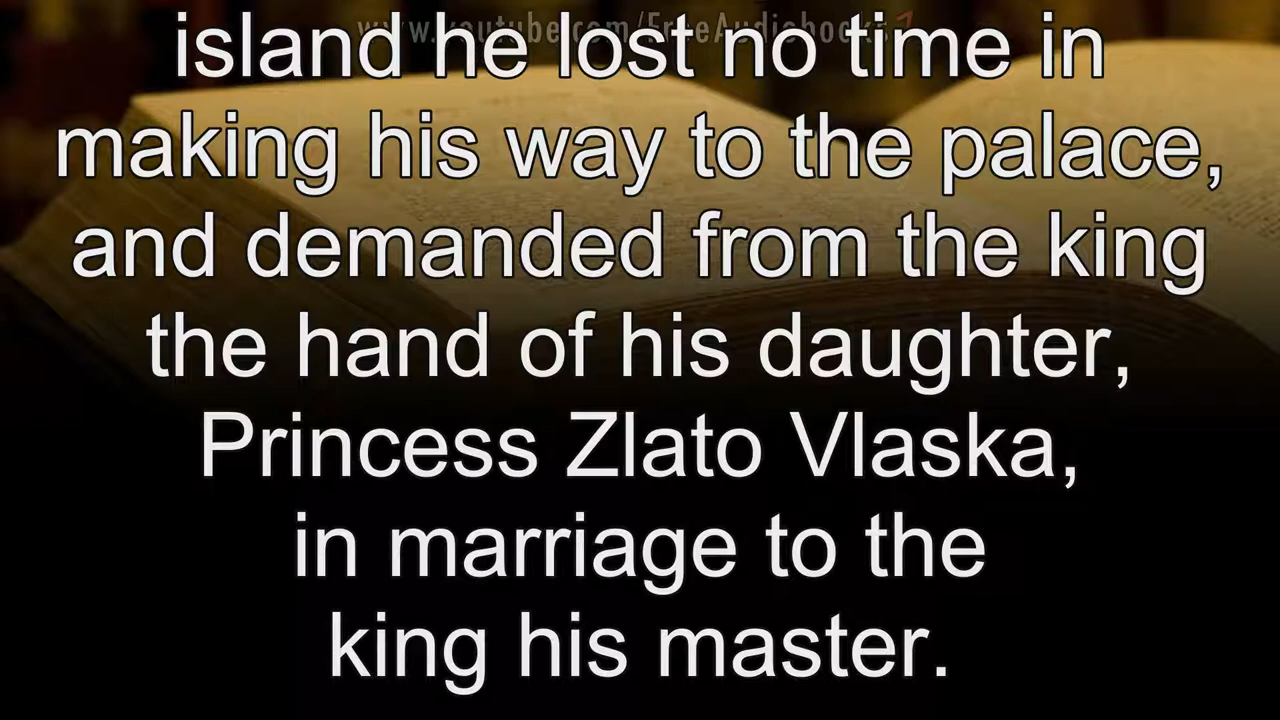 www.youtube.com/FreeAudiobooks1
island he lost no time in
making his way to the palace,
and demanded from the king
the hand of his daughter,
Princess Zlato Vlaska,
in marriage to the
king his master.